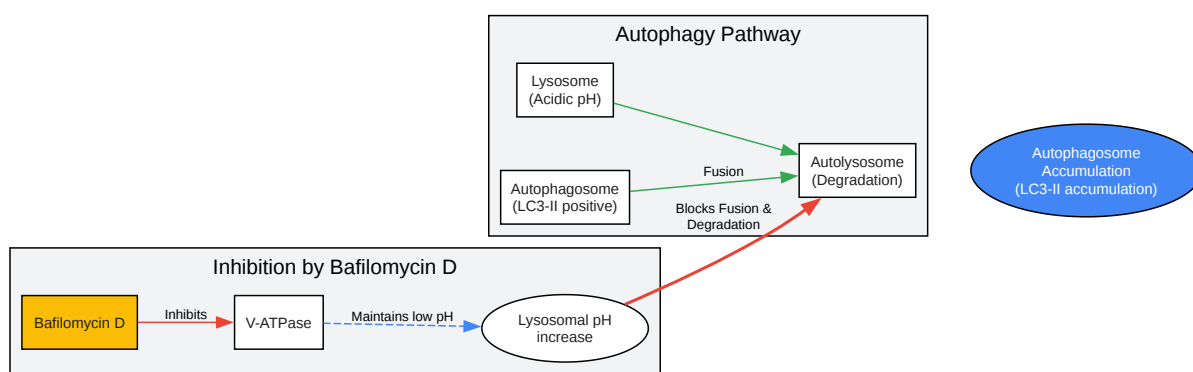 Autophagy Pathway
Lysosome
(Acidic pH)
Autophagosome
(LC3-II positive)
Fusion
Autolysosome
(Degradation)
Blocks Fusion &
Degradation
Autophagosome
Accumulation
(LC3-II accumulation)
Inhibition by Bafilomycin D
Bafilomycin D
Inhibits
V-ATPase
Maintains low pH
Lysosomal pH
increase